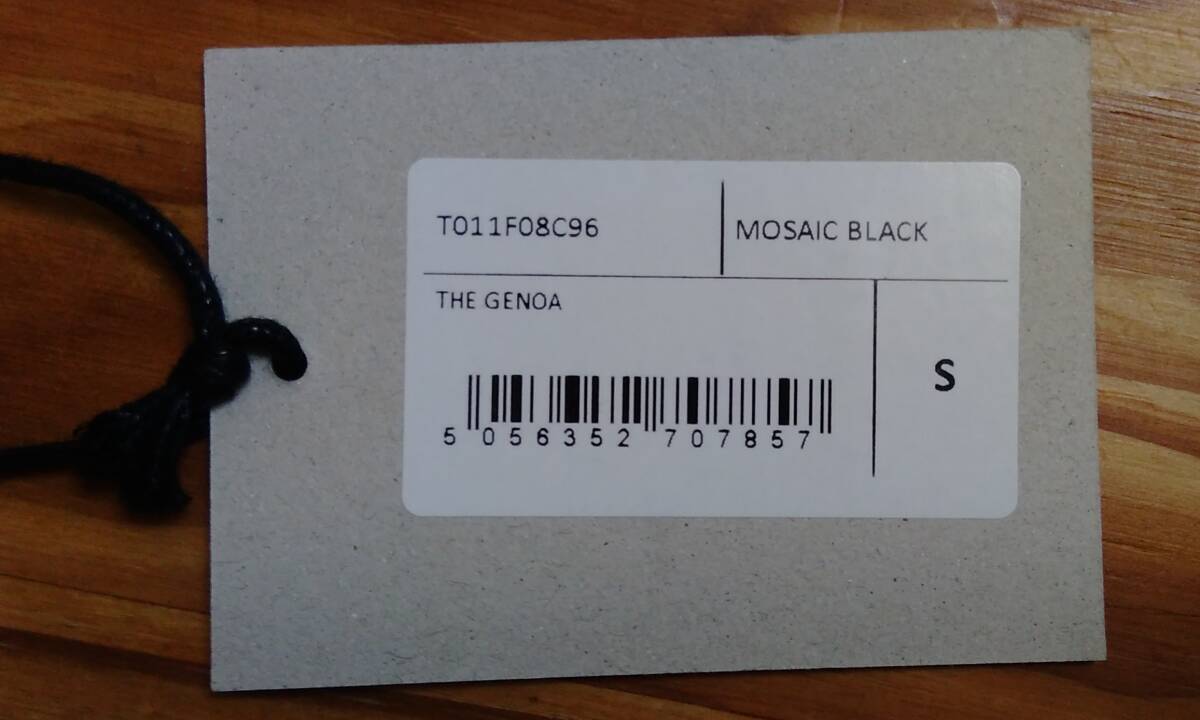 T011F08C96
MOSAIC BLACK
THE GENOA
S
5 056352 707857